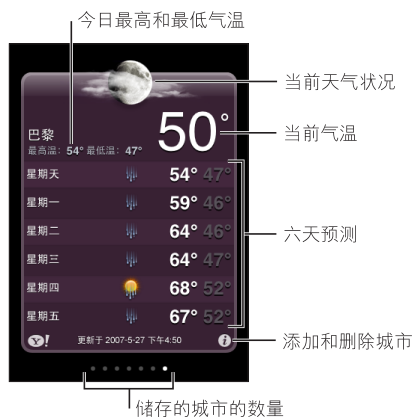 今日最高和最低气温
当前天气状况
50°
当前气温
巴黎
最高温: 54° 最低温: 47°
星期天 54° 47°
星期一 59° 46°
星期二 64° 46°
六天预测
星期三 64° 47°
星期四 68° 52°
星期五 67° 52°
Y! 更新于 2007-5-27 下午4:50 i
添加和删除城市
储存的城市的数量